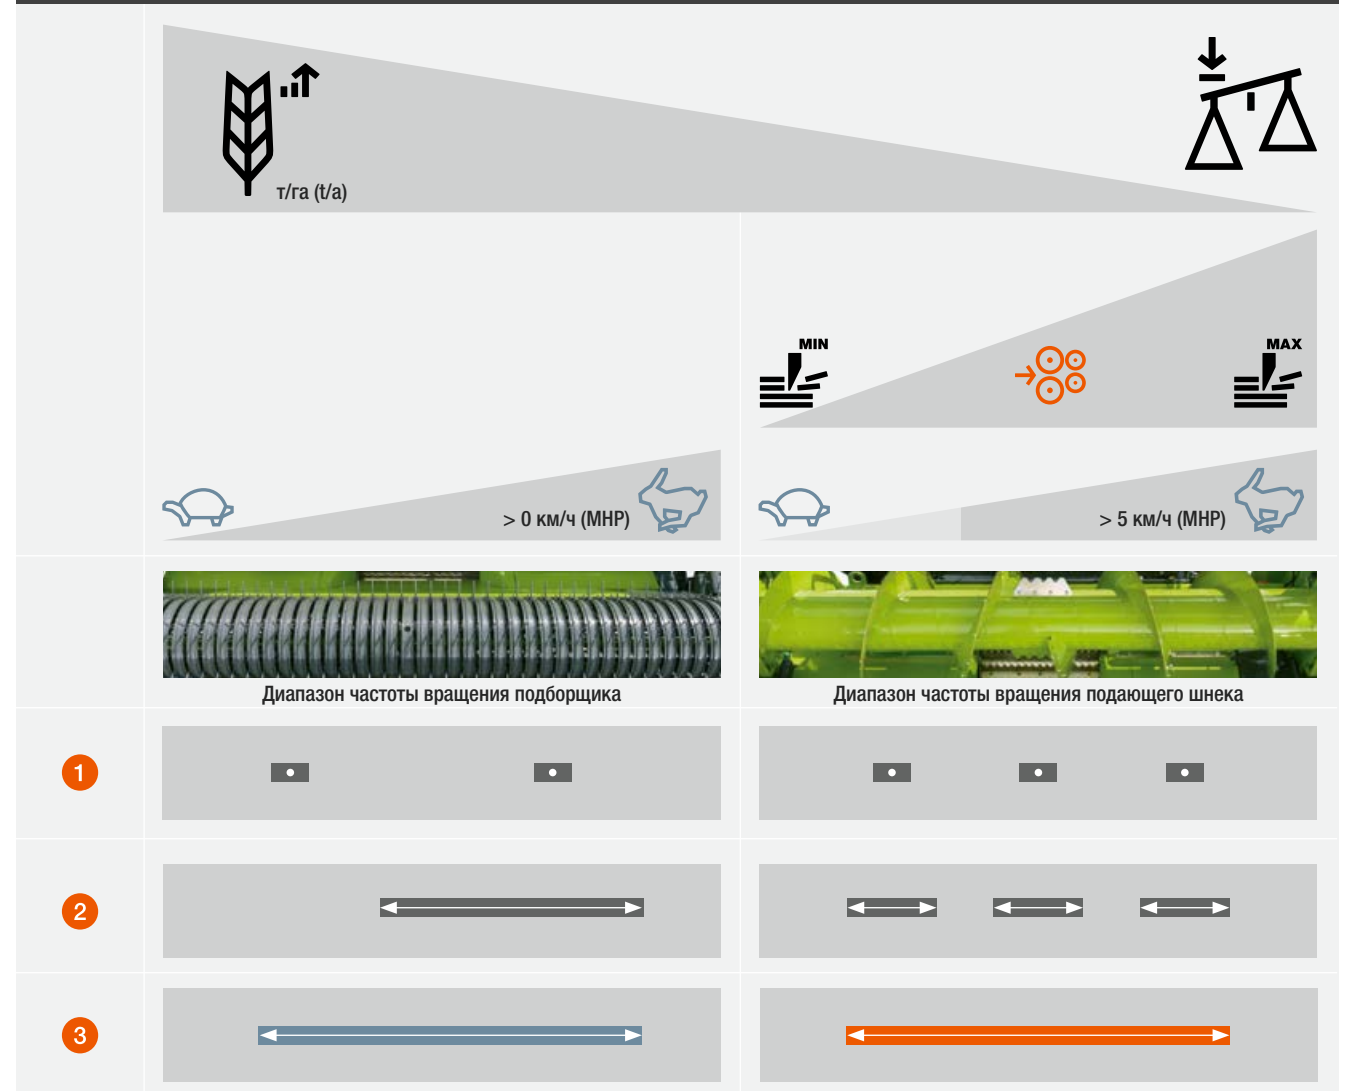 т/га (t/a)
MIN
MAX
> 0 км/ч (MHP)
> 5 км/ч (MHP)
Диапазон частоты вращения подборщика
Диапазон частоты вращения подающего шнека
1
2
3